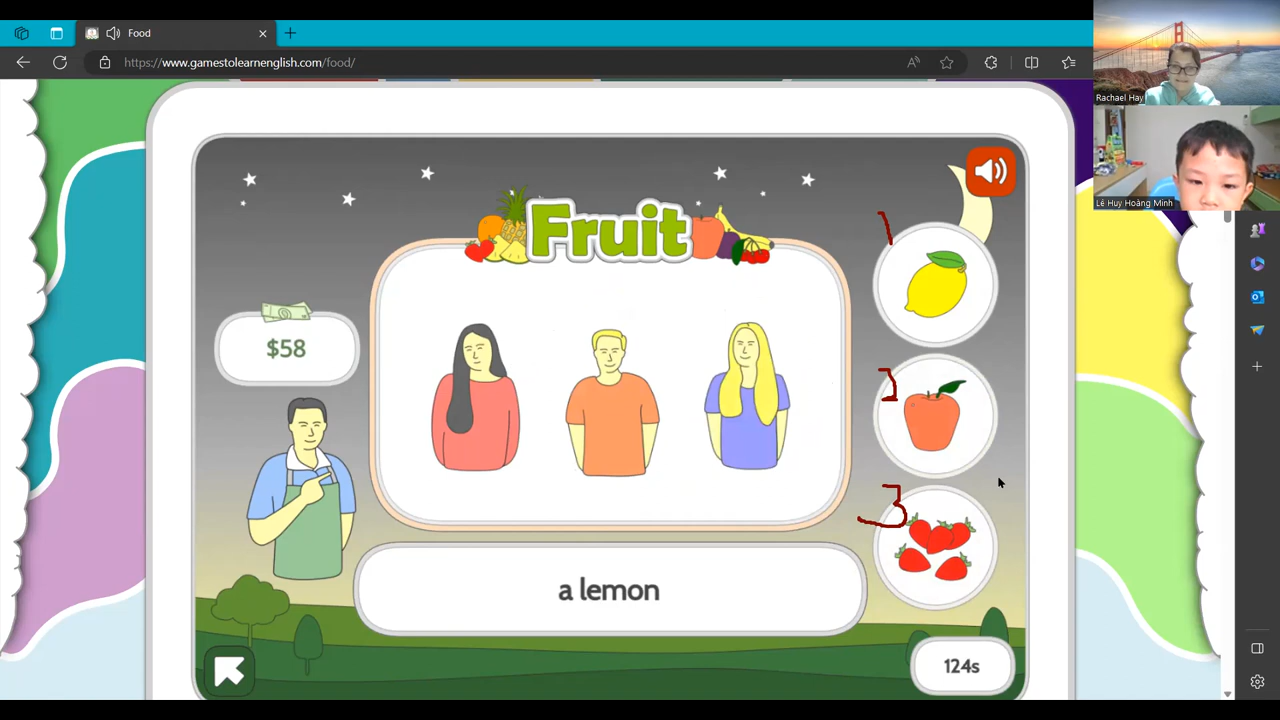 Food
https://www.gamestolearnenglish.com/food/
Rachael Hay
Lê Huy Hoàng Minh
Fruit
$58
1
2
3
a lemon
124s